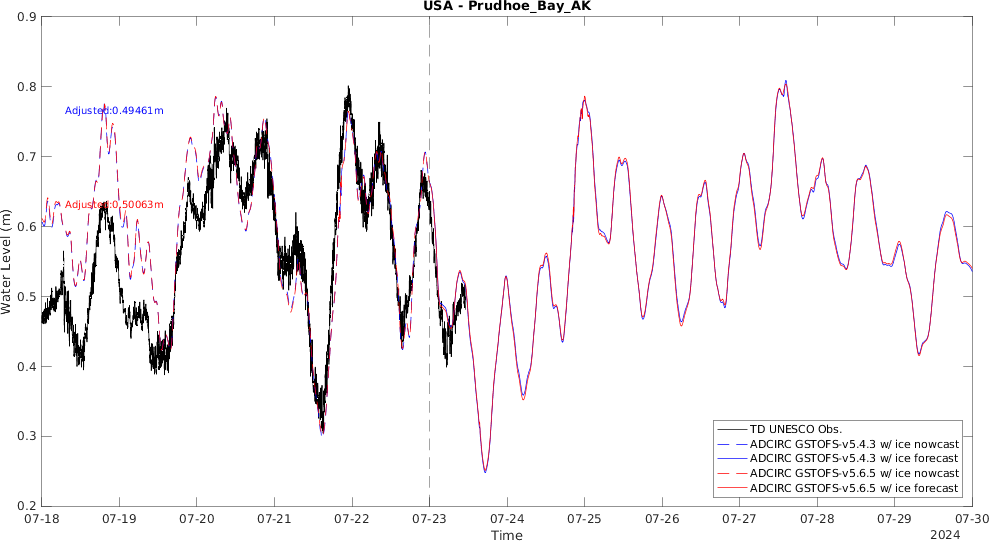 USA - Prudhoe_Bay_AK
0.9
0.8
0.7
0.6
0.5
0.4
0.3
0.2
Water Level (m)
Adjusted:0.49461m
Adjusted:0.50063m
TD UNESCO Obs.
ADCIRC GSTOFS-v5.4.3 w/ ice nowcast
ADCIRC GSTOFS-v5.4.3 w/ ice forecast
ADCIRC GSTOFS-v5.6.5 w/ ice nowcast
ADCIRC GSTOFS-v5.6.5 w/ ice forecast
07-18 07-19 07-20 07-21 07-22 07-23 07-24 07-25 07-26 07-27 07-28 07-29 07-30
Time
2024